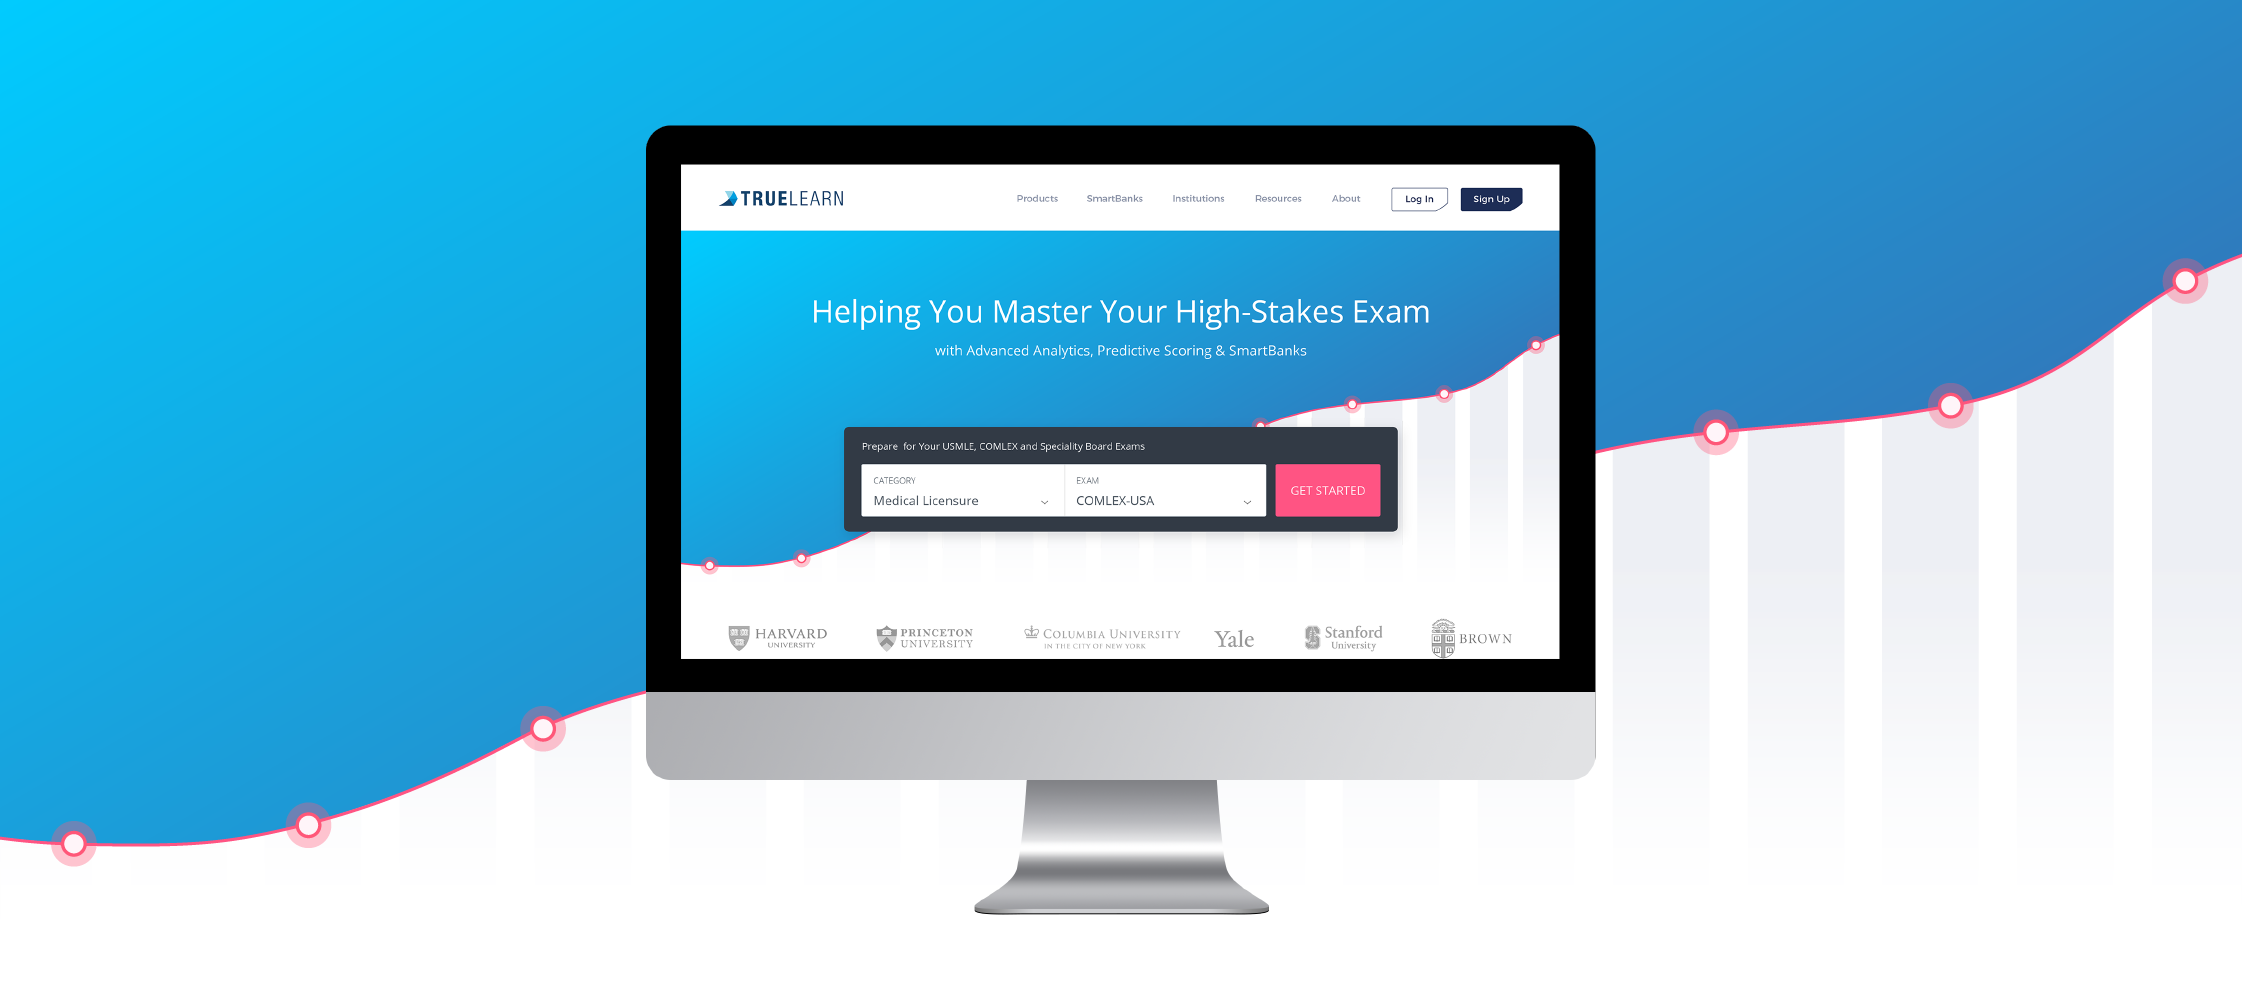 TRUELEARN
Products SmartBanks Institutions Resources About Log In Sign Up
Helping You Master Your High-Stakes Exam
with Advanced Analytics, Predictive Scoring & SmartBanks
Prepare for Your USMLE, COMLEX and Speciality Board Exams
CATEGORY EXAM
Medical Licensure COMLEX-USA
GET STARTED
HARVARD
UNIVERSITY
PRINCETON
UNIVERSITY
COLUMBIA UNIVERSITY
IN THE CITY OF NEW YORK
Yale
Stanford
University
BROWN